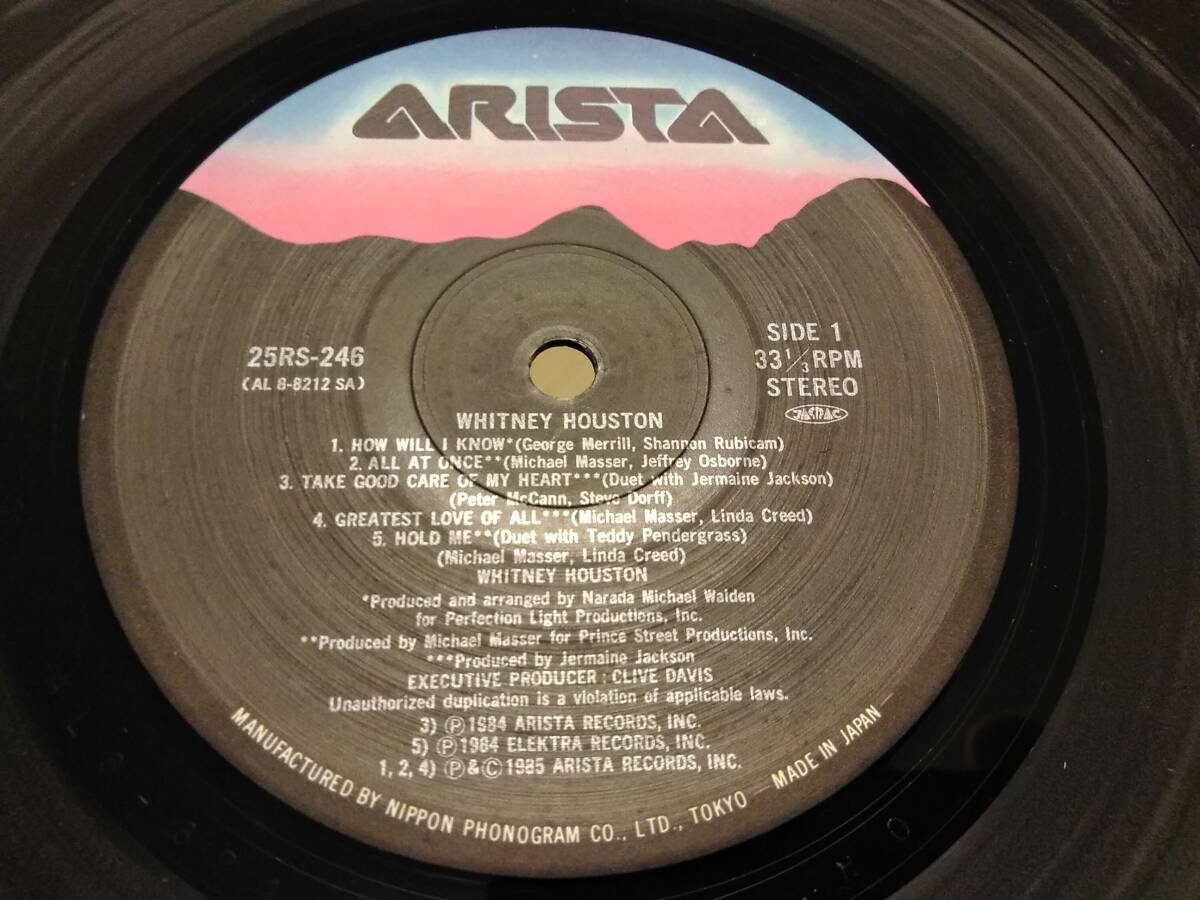 ARISTA
25RS-246
(AL 8-8212 SA)
SIDE 1
33 1/3 RPM
STEREO
JASRAC
WHITNEY HOUSTON
1. HOW WILL I KNOW*(George Merrill, Shannon Rubicam)
2. ALL AT ONCE**(Michael Masser, Jeffrey Osborne)
3. TAKE GOOD CARE OF MY HEART***(Duet with Jermaine Jackson)
(Peter McCann, Steve Dorff)
4. GREATEST LOVE OF ALL***(Michael Masser, Linda Creed)
5. HOLD ME**(Duet with Teddy Pendergrass)
(Michael Masser, Linda Creed)
WHITNEY HOUSTON
*Produced and arranged by Narada Michael Walden
for Perfection Light Productions, Inc.
**Produced by Michael Masser for Prince Street Productions, Inc.
***Produced by Jermaine Jackson
EXECUTIVE PRODUCER : CLIVE DAVIS
Unauthorized duplication is a violation of applicable laws.
3) Ⓟ1984 ARISTA RECORDS, INC.
5) Ⓟ1984 ELEKTRA RECORDS, INC.
1, 2, 4) Ⓟ&Ⓒ1985 ARISTA RECORDS, INC.
MANUFACTURED BY NIPPON PHONOGRAM CO., LTD., TOKYO — MADE IN JAPAN —